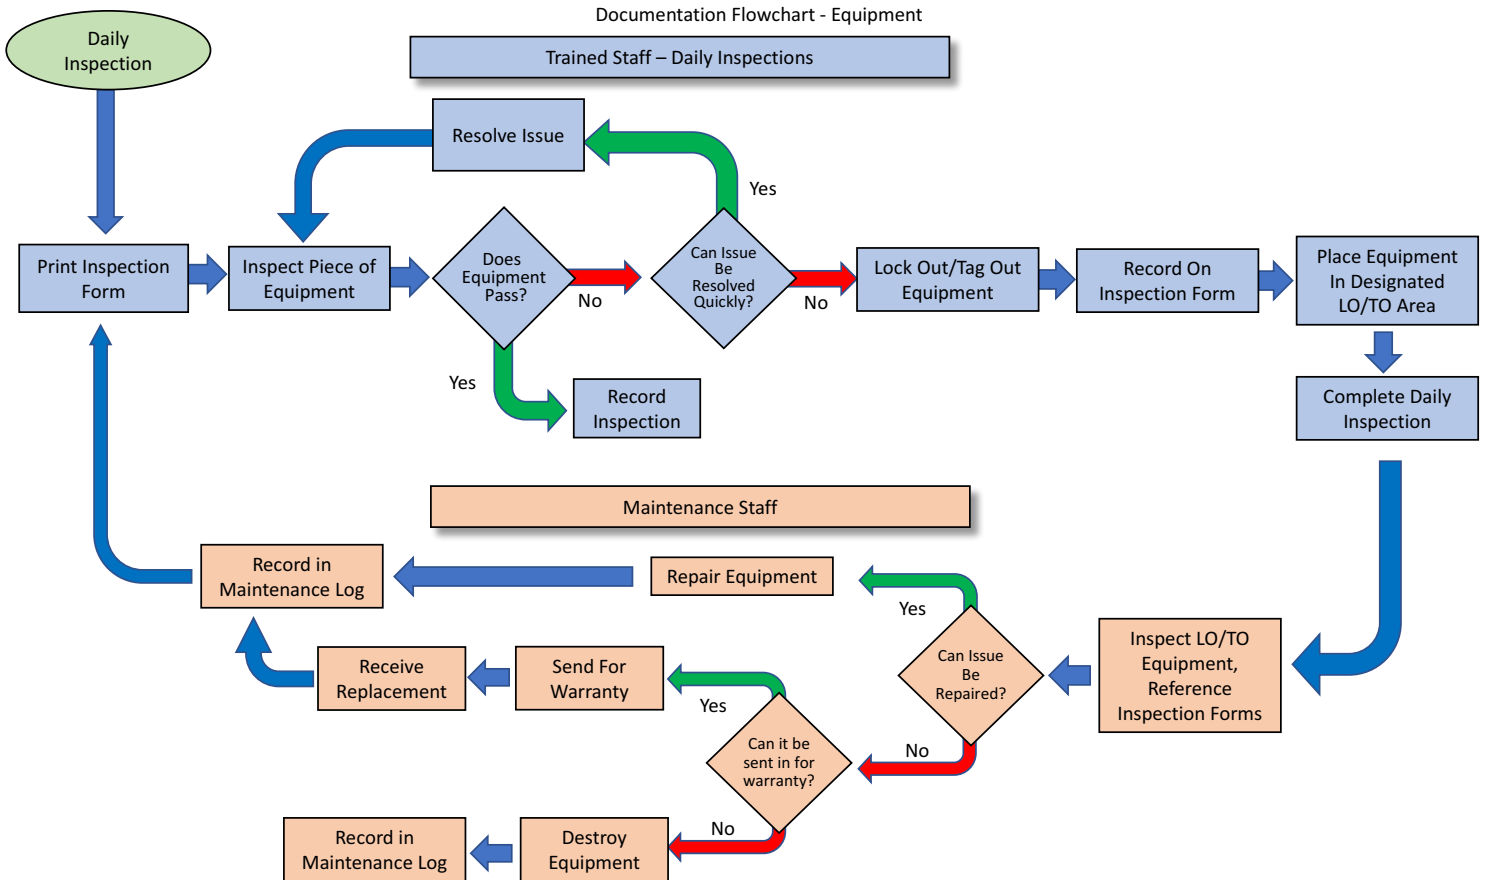 Documentation Flowchart - Equipment
Daily
Inspection
Trained Staff – Daily Inspections
Resolve Issue
Yes
Print Inspection
Form
Inspect Piece of
Equipment
Does
Equipment
Pass?
No
Can Issue
Be
Resolved
Quickly?
No
Lock Out/Tag Out
Equipment
Record On
Inspection Form
Place Equipment
In Designated
LO/TO Area
Yes
Record
Inspection
Complete Daily
Inspection
Maintenance Staff
Record in
Maintenance Log
Repair Equipment
Yes
Can Issue
Be
Repaired?
Inspect LO/TO
Equipment,
Reference
Inspection Forms
Receive
Replacement
Send For
Warranty
Yes
No
Can it be
sent in for
warranty?
No
Record in
Maintenance Log
Destroy
Equipment